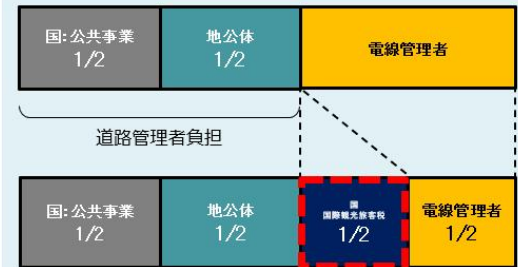 国:公共事業
1/2
地公体
1/2
電線管理者
道路管理者負担
国:公共事業
1/2
地公体
1/2
国
国際観光旅客税
1/2
電線管理者
1/2